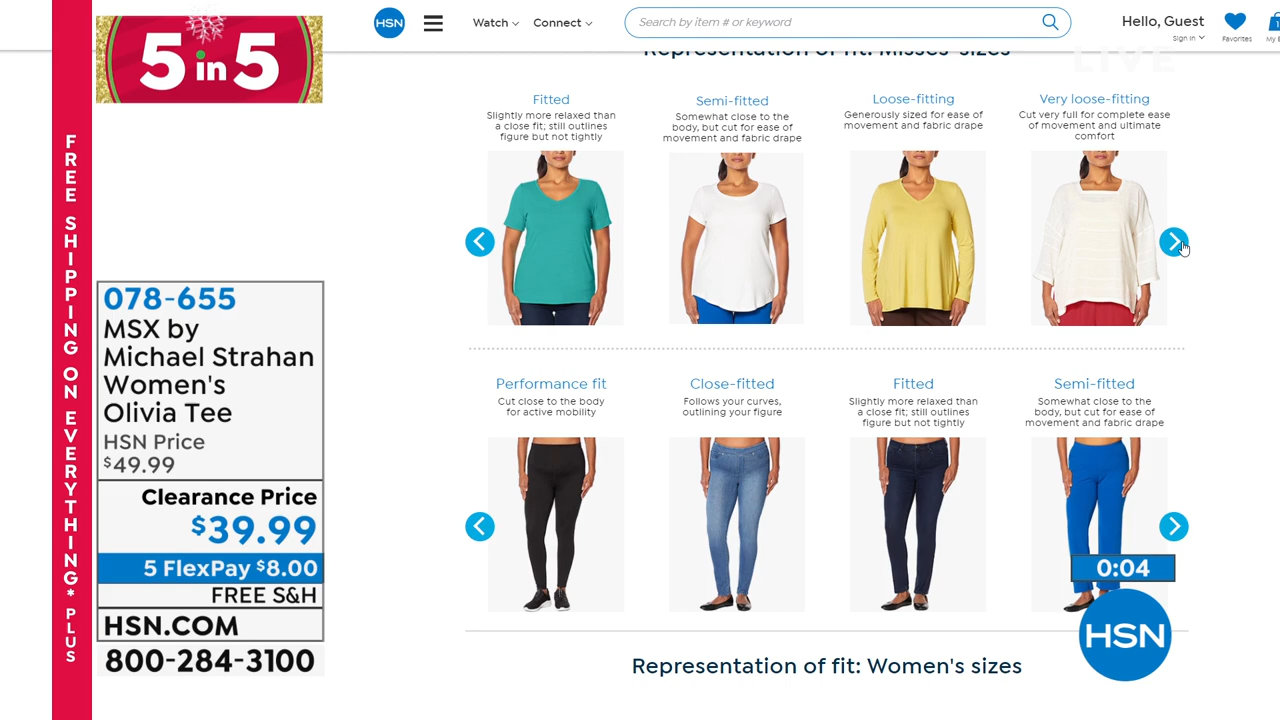 5 in 5
FREE SHIPPING ON EVERYTHING* PLUS
078-655
MSX by
Michael Strahan
Women's
Olivia Tee
HSN Price
$49.99
Clearance Price
$39.99
5 FlexPay $8.00
FREE S&H
HSN.COM
800-284-3100
HSN
Watch
Connect
Search by item # or keyword
Hello, Guest
Sign In
Favorites
LIVE
Representation of fit: Misses' sizes
Fitted
Slightly more relaxed than
a close fit; still outlines
figure but not tightly
Semi-fitted
Somewhat close to the
body, but cut for ease of
movement and fabric drape
Loose-fitting
Generously sized for ease of
movement and fabric drape
Very loose-fitting
Cut very full for complete ease
of movement and ultimate
comfort
Performance fit
Cut close to the body
for active mobility
Close-fitted
Follows your curves,
outlining your figure
Fitted
Slightly more relaxed than
a close fit; still outlines
figure but not tightly
Semi-fitted
Somewhat close to the
body, but cut for ease of
movement and fabric drape
0:04
HSN
Representation of fit: Women's sizes